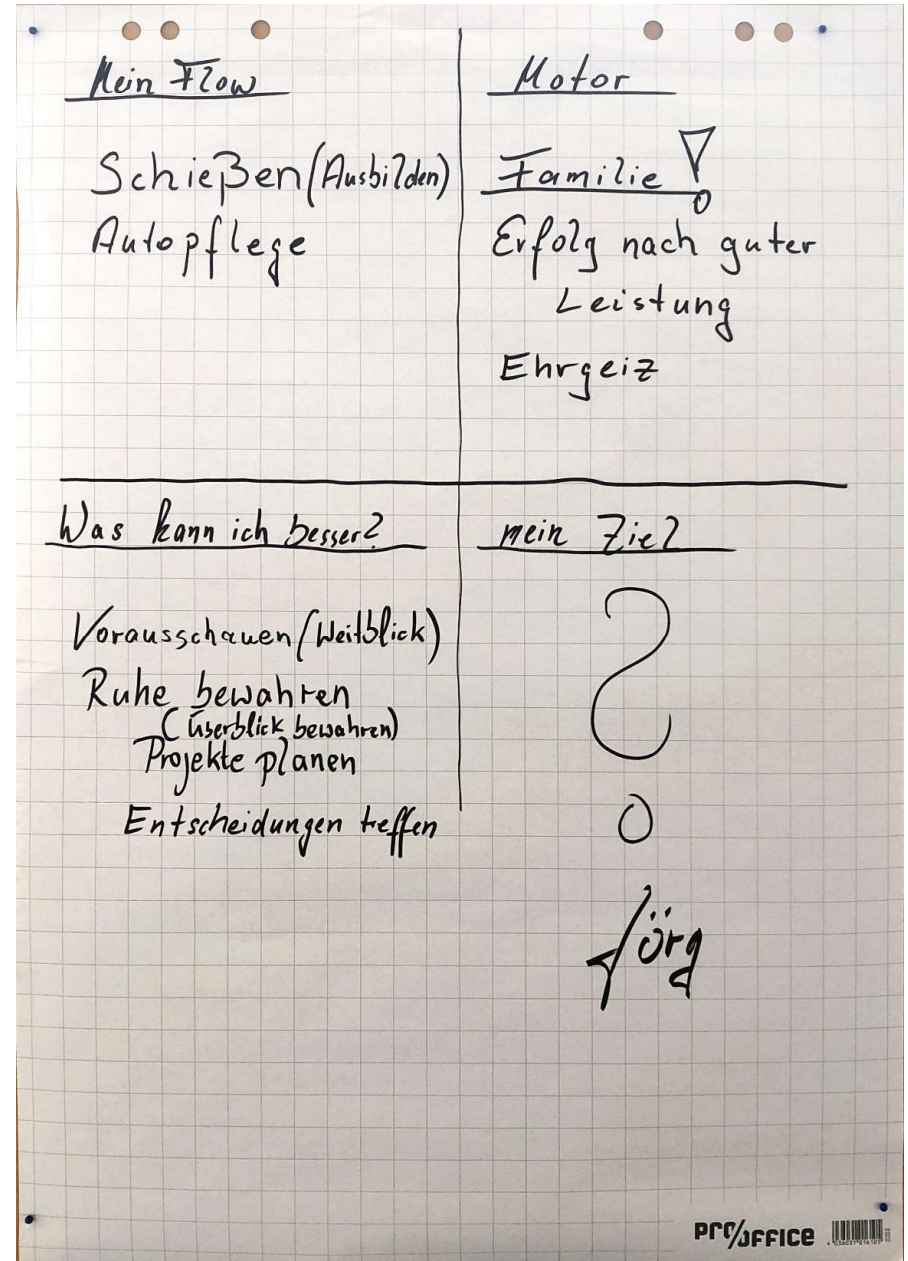 Mein Flow
Schießen (Ausbilden)
Autopflege
Motor
Familie !
Erfolg nach guter
Leistung
Ehrgeiz
Was kann ich besser?
Vorausschauen (Weitblick)
Ruhe bewahren
(Überblick bewahren)
Projekte planen
Entscheidungen treffen
mein Ziel
?
Jörg
Pro/office